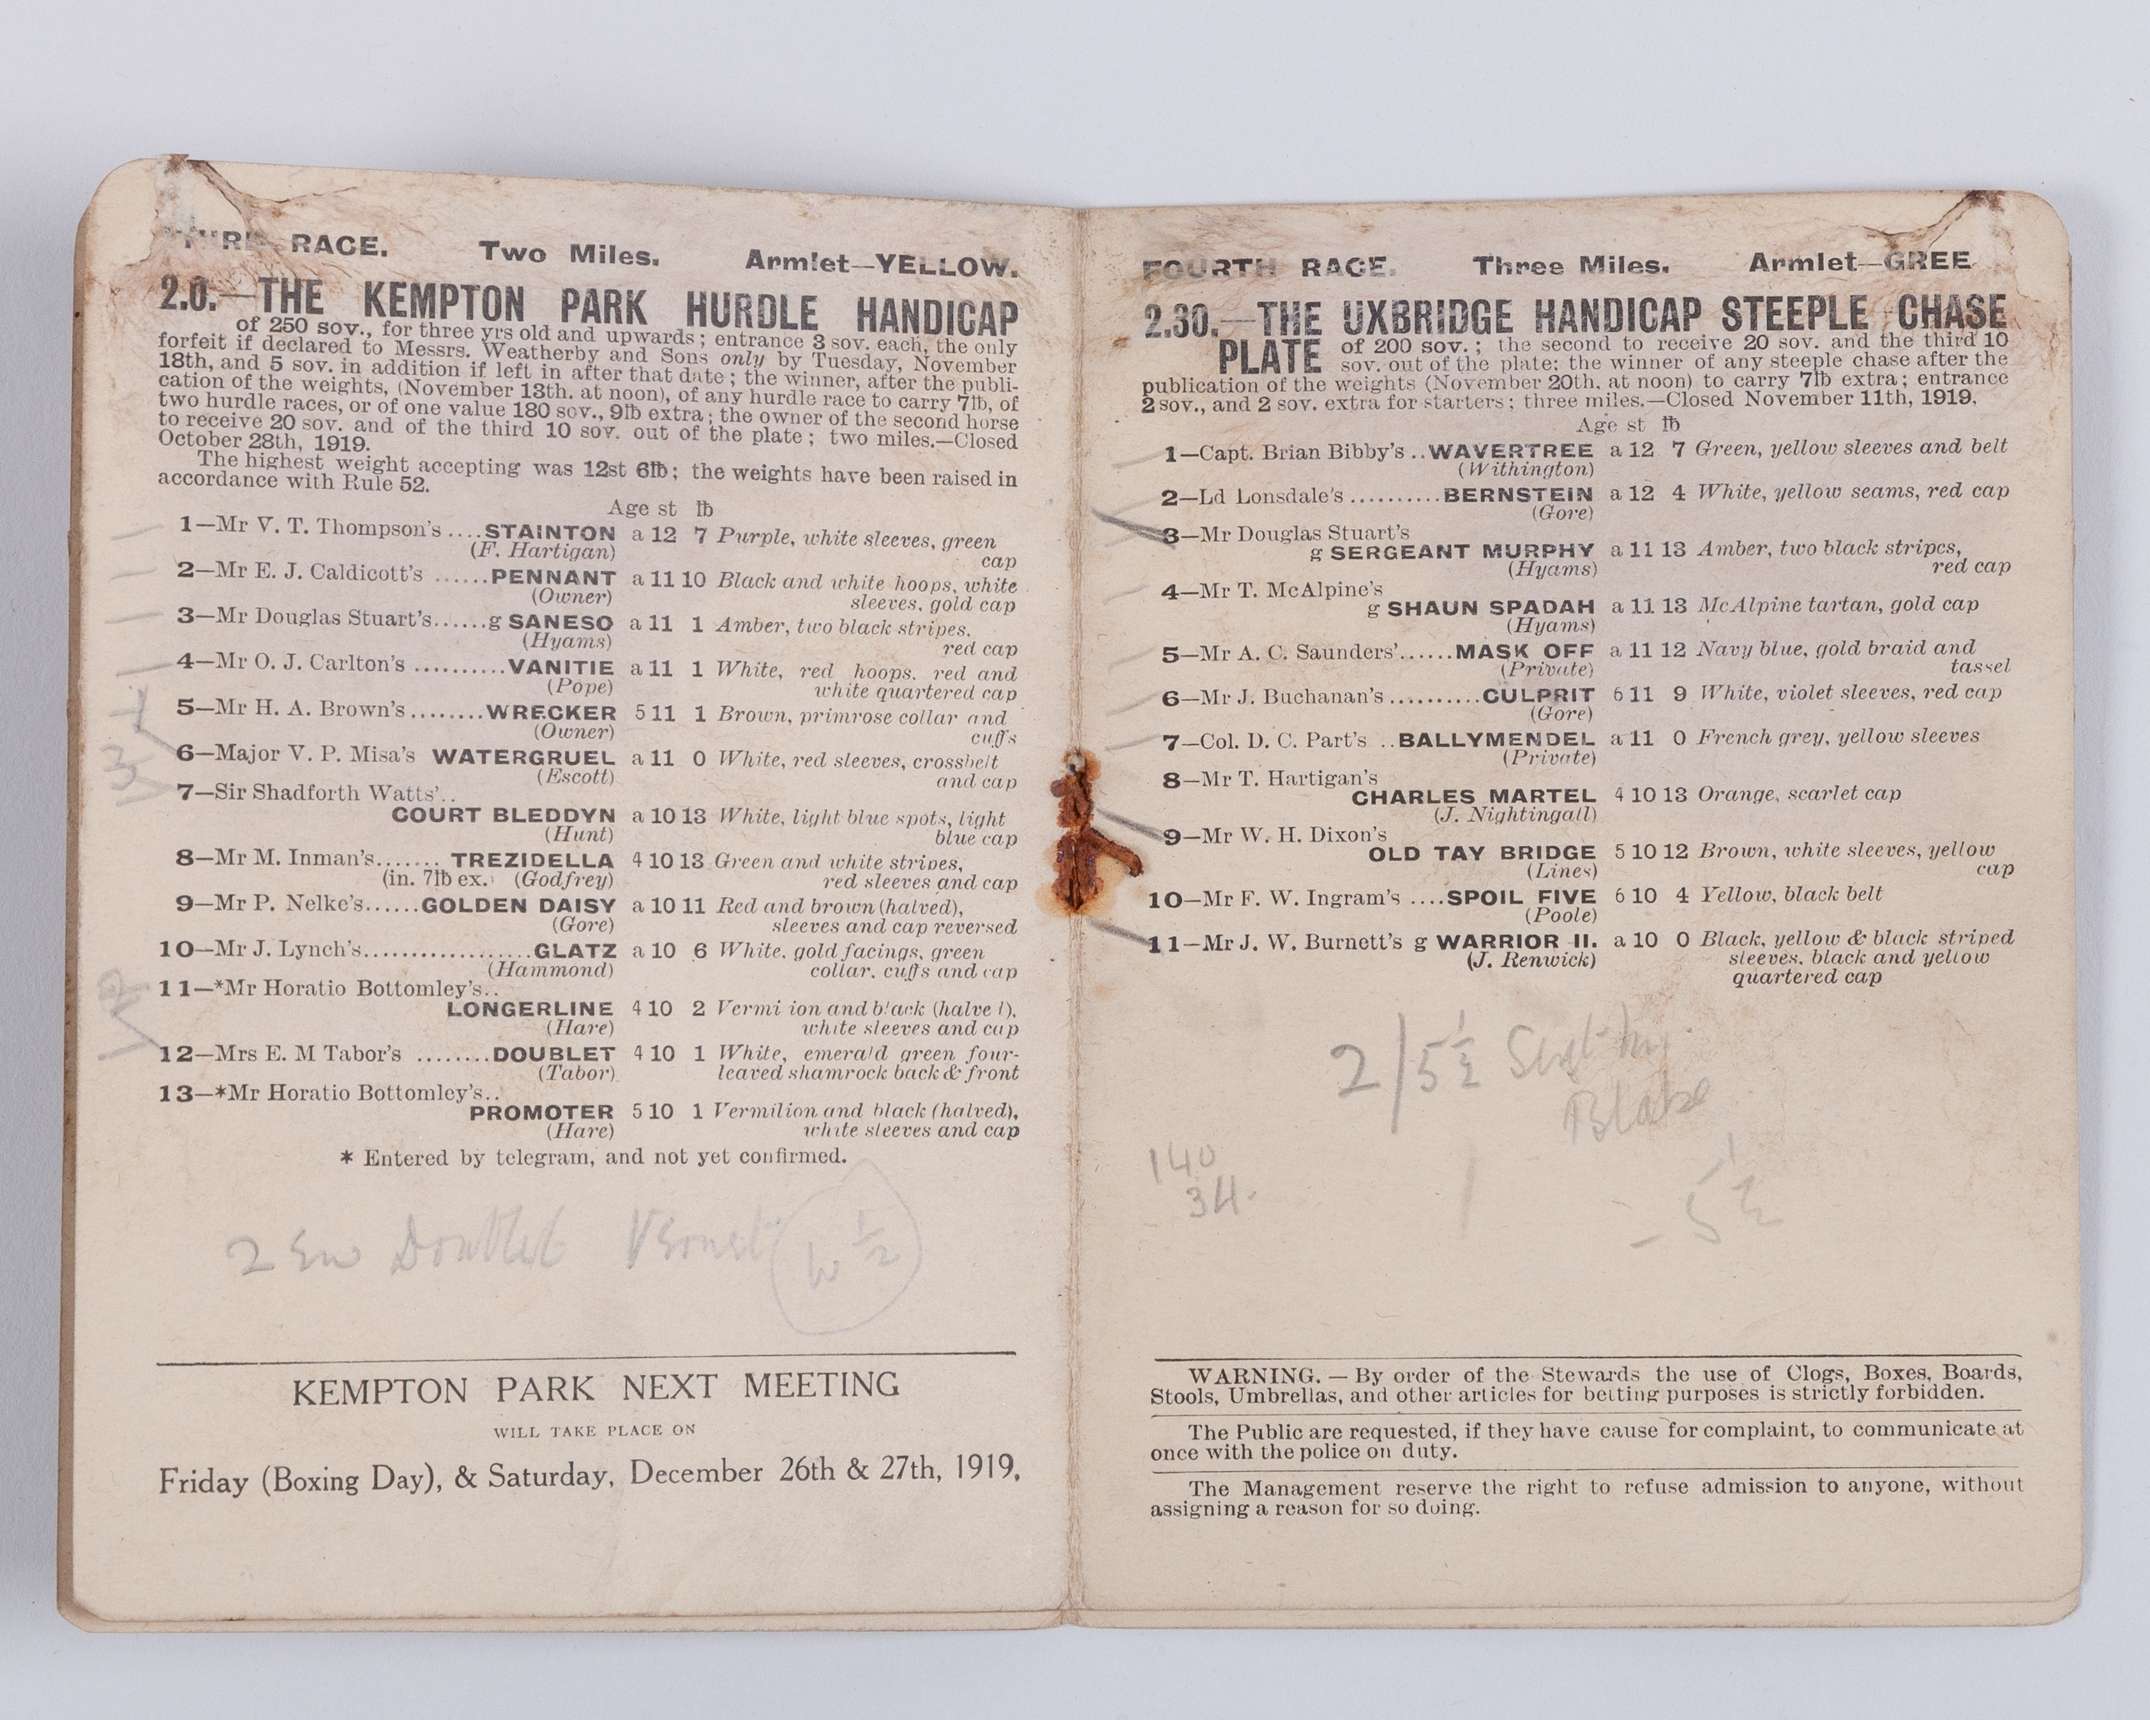 RACE. Two Miles. Armlet—YELLOW.
2.0.—THE KEMPTON PARK HURDLE HANDICAP
of 250 sov., for three yrs old and upwards; entrance 3 sov. each, the only
forfeit if declared to Messrs. Weatherby and Sons only by Tuesday, November
18th, and 5 sov. in addition if left in after that date; the winner, after the publi-
cation of the weights, (November 13th. at noon), of any hurdle race to carry 7lb, of
two hurdle races, or of one value 180 sov., 9lb extra; the owner of the second horse
to receive 20 sov. and of the third 10 sov. out of the plate; two miles.—Closed
October 28th, 1919.
The highest weight accepting was 12st 6lb; the weights have been raised in
accordance with Rule 52.
Age st lb
1—Mr V. T. Thompson's ....STAINTON a 12 7 Purple, white sleeves, green
(F. Hartigan) cap
2—Mr E. J. Caldicott's ......PENNANT a 11 10 Black and white hoops, white
(Owner) sleeves, gold cap
3—Mr Douglas Stuart's......g SANESO a 11 1 Amber, two black stripes.
(Hyams) red cap
4—Mr O. J. Carlton's ..........VANITIE a 11 1 White, red hoops. red and
(Pope) white quartered cap
5—Mr H. A. Brown's........WRECKER 5 11 1 Brown, primrose collar and
(Owner) cuffs
6—Major V. P. Misa's WATERGRUEL a 11 0 White, red sleeves, crossbelt
(Escott) and cap
7—Sir Shadforth Watts'..
COURT BLEDDYN a 10 13 White, light blue spots, light
(Hunt) blue cap
8—Mr M. Inman's....... TREZIDELLA 4 10 13 Green and white stripes,
(in. 7lb ex.) (Godfrey) red sleeves and cap
9—Mr P. Nelke's......GOLDEN DAISY a 10 11 Red and brown (halved),
(Gore) sleeves and cap reversed
10—Mr J. Lynch's..................GLATZ a 10 6 White, gold facings, green
(Hammond) collar, cuffs and cap
11—*Mr Horatio Bottomley's..
LONGERLINE 4 10 2 Vermilion and black (halved),
(Hare) white sleeves and cap
12—Mrs E. M Tabor's ........DOUBLET 4 10 1 White, emerald green four-
(Tabor) leaved shamrock back & front
13—*Mr Horatio Bottomley's..
PROMOTER 5 10 1 Vermilion and black (halved),
(Hare) white sleeves and cap
* Entered by telegram, and not yet confirmed.
2 Ew Doublet
KEMPTON PARK NEXT MEETING
WILL TAKE PLACE ON
Friday (Boxing Day), & Saturday, December 26th & 27th, 1919.
FOURTH RACE. Three Miles. Armlet—GREE
2.30.—THE UXBRIDGE HANDICAP STEEPLE CHASE
PLATE of 200 sov.; the second to receive 20 sov. and the third 10
sov. out of the plate; the winner of any steeple chase after the
publication of the weights (November 20th. at noon) to carry 7lb extra; entrance
2 sov., and 2 sov. extra for starters; three miles.—Closed November 11th, 1919.
Age st lb
1—Capt. Brian Bibby's ..WAVERTREE a 12 7 Green, yellow sleeves and belt
(Withington)
2—Ld Lonsdale's ..........BERNSTEIN a 12 4 White, yellow seams, red cap
(Gore)
3—Mr Douglas Stuart's
g SERGEANT MURPHY a 11 13 Amber, two black stripes,
(Hyams) red cap
4—Mr T. McAlpine's
g SHAUN SPADAH a 11 13 McAlpine tartan, gold cap
(Hyams)
5—Mr A. C. Saunders'......MASK OFF a 11 12 Navy blue, gold braid and
(Private) tassel
6—Mr J. Buchanan's..........CULPRIT 6 11 9 White, violet sleeves, red cap
(Gore)
7—Col. D. C. Part's ..BALLYMENDEL a 11 0 French grey, yellow sleeves
(Private)
8—Mr T. Hartigan's
CHARLES MARTEL 4 10 13 Orange, scarlet cap
(J. Nightingall)
9—Mr W. H. Dixon's
OLD TAY BRIDGE 5 10 12 Brown, white sleeves, yellow
(Lines) cap
10—Mr F. W. Ingram's ....SPOIL FIVE 6 10 4 Yellow, black belt
(Poole)
11—Mr J. W. Burnett's g WARRIOR II. a 10 0 Black, yellow & black striped
(J. Renwick) sleeves, black and yellow
quartered cap
2/5 ½
Blake
140
34.
- 5 ½
WARNING. — By order of the Stewards the use of Clogs, Boxes, Boards,
Stools, Umbrellas, and other articles for betting purposes is strictly forbidden.
The Public are requested, if they have cause for complaint, to communicate at
once with the police on duty.
The Management reserve the right to refuse admission to anyone, without
assigning a reason for so doing.